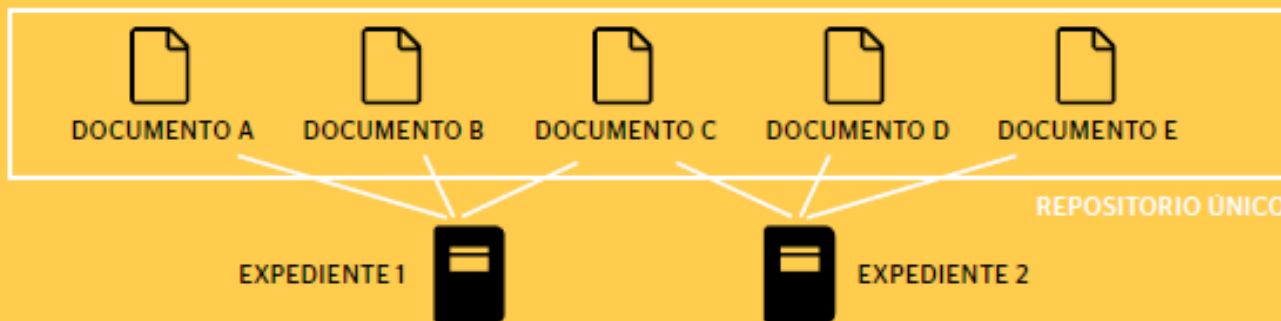 DOCUMENTO A
DOCUMENTO B
DOCUMENTO C
DOCUMENTO D
DOCUMENTO E
REPOSITORIO ÚNICO
EXPEDIENTE 1
EXPEDIENTE 2